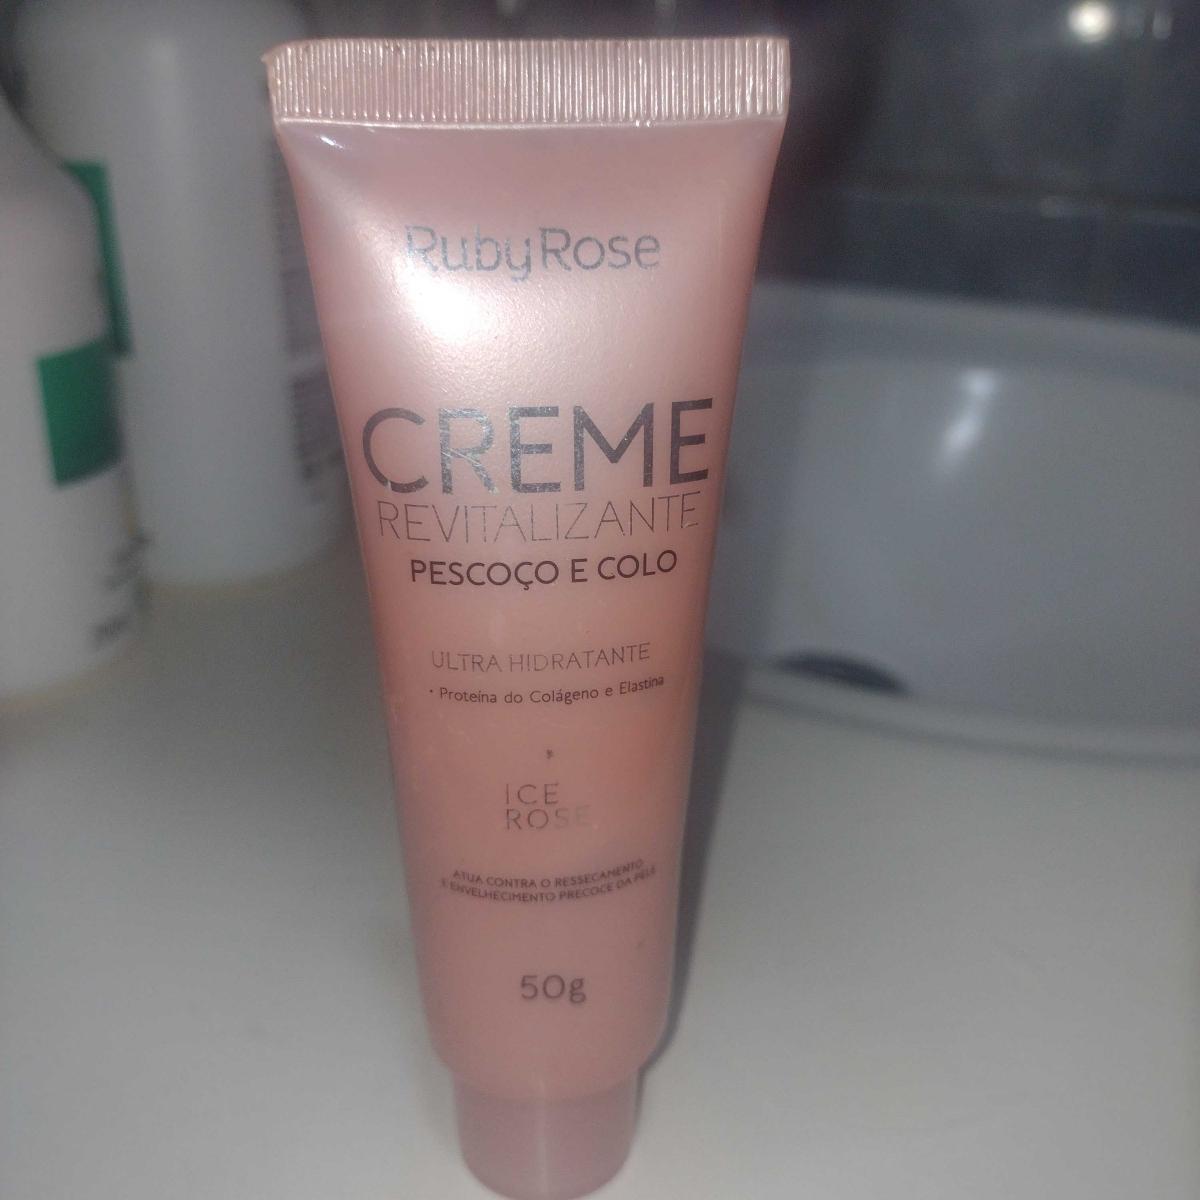 RubyRose
CREME
REVITALIZANTE
PESCOÇO E COLO
ULTRA HIDRATANTE
• Proteína do Colágeno e Elastina
ICE
ROSE
ATUA CONTRA O RESSECAMENTO
E ENVELHECIMENTO PRECOCE DA PELE
50g